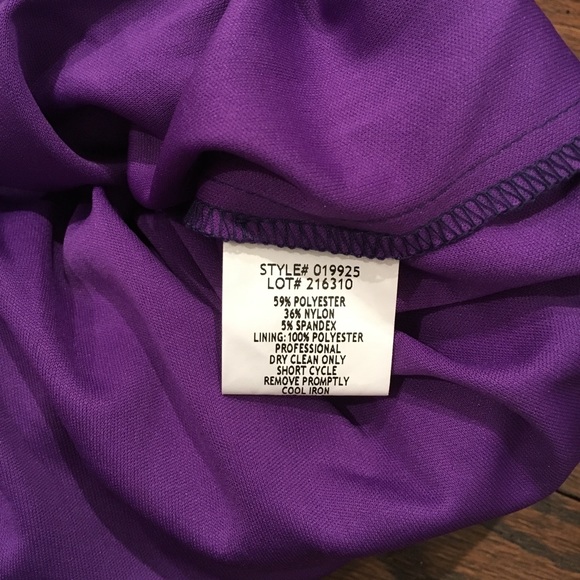 STYLE# 019925
LOT# 216310
59% POLYESTER
36% NYLON
5% SPANDEX
LINING: 100% POLYESTER
PROFESSIONAL
DRY CLEAN ONLY
SHORT CYCLE
REMOVE PROMPTLY
COOL IRON